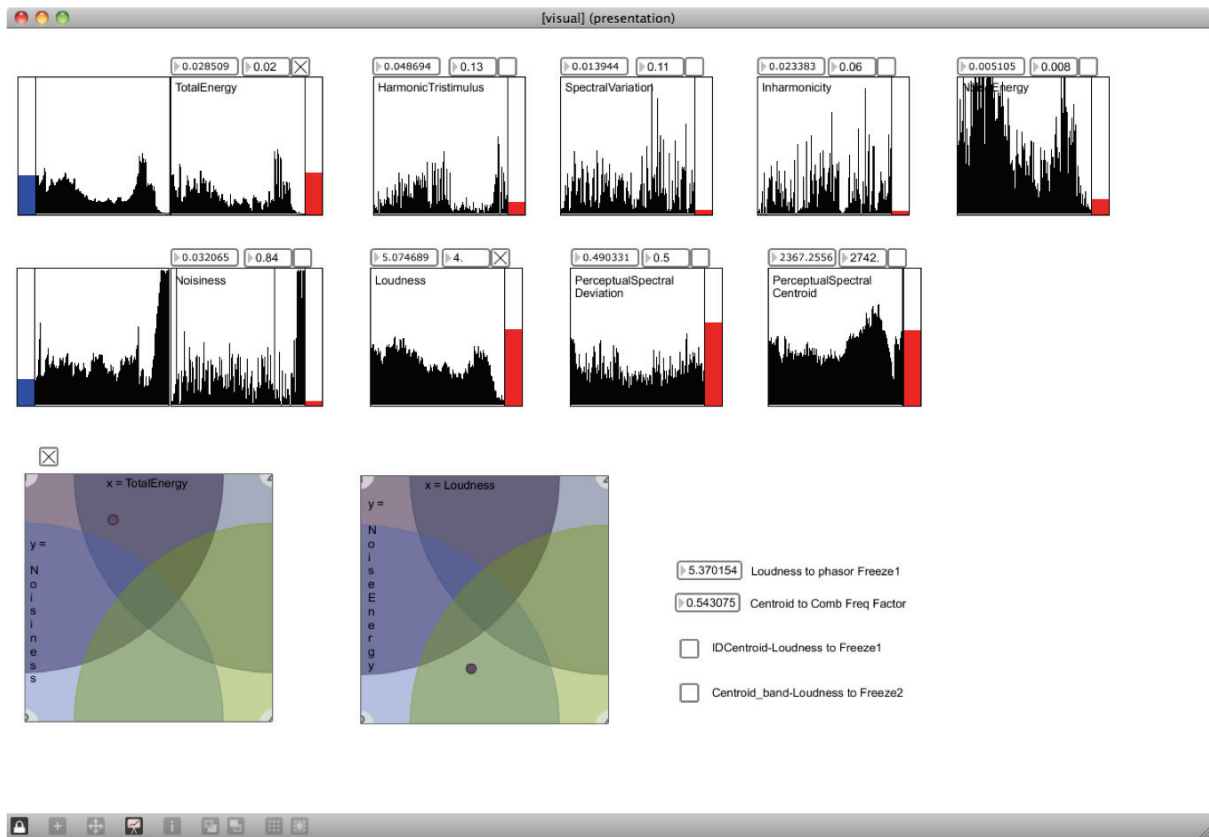 [visual] (presentation)
0.028509 0.02
0.048694 0.13
0.013944 0.11
0.023383 0.06
0.005105 0.008
TotalEnergy
HarmonicTristimulus
SpectralVariation
Inharmonicity
Energy
0.032065 0.84
5.074689 4.
0.490331 0.5
2367.2556 2742.
Noisiness
Loudness
PerceptualSpectral
Deviation
PerceptualSpectral
Centroid
x = TotalEnergy
y =
Noisiness
x = Loudness
y =
NoiseEnergy
5.370154 Loudness to phasor Freeze1
0.543075 Centroid to Comb Freq Factor
IDCentroid-Loudness to Freeze1
Centroid_band-Loudness to Freeze2